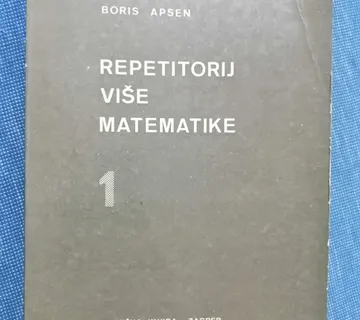 BORIS APSEN
REPETITORIJ
VIŠE
MATEMATIKE
1